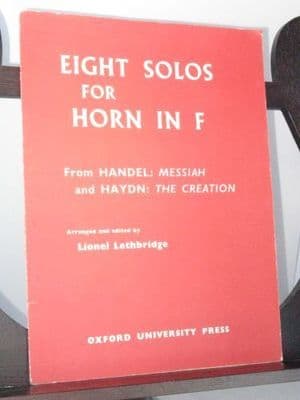 EIGHT SOLOS
FOR
HORN IN F
From HANDEL: MESSIAH
and HAYDN: THE CREATION
Arranged and edited by
Lionel Lethbridge
OXFORD UNIVERSITY PRESS